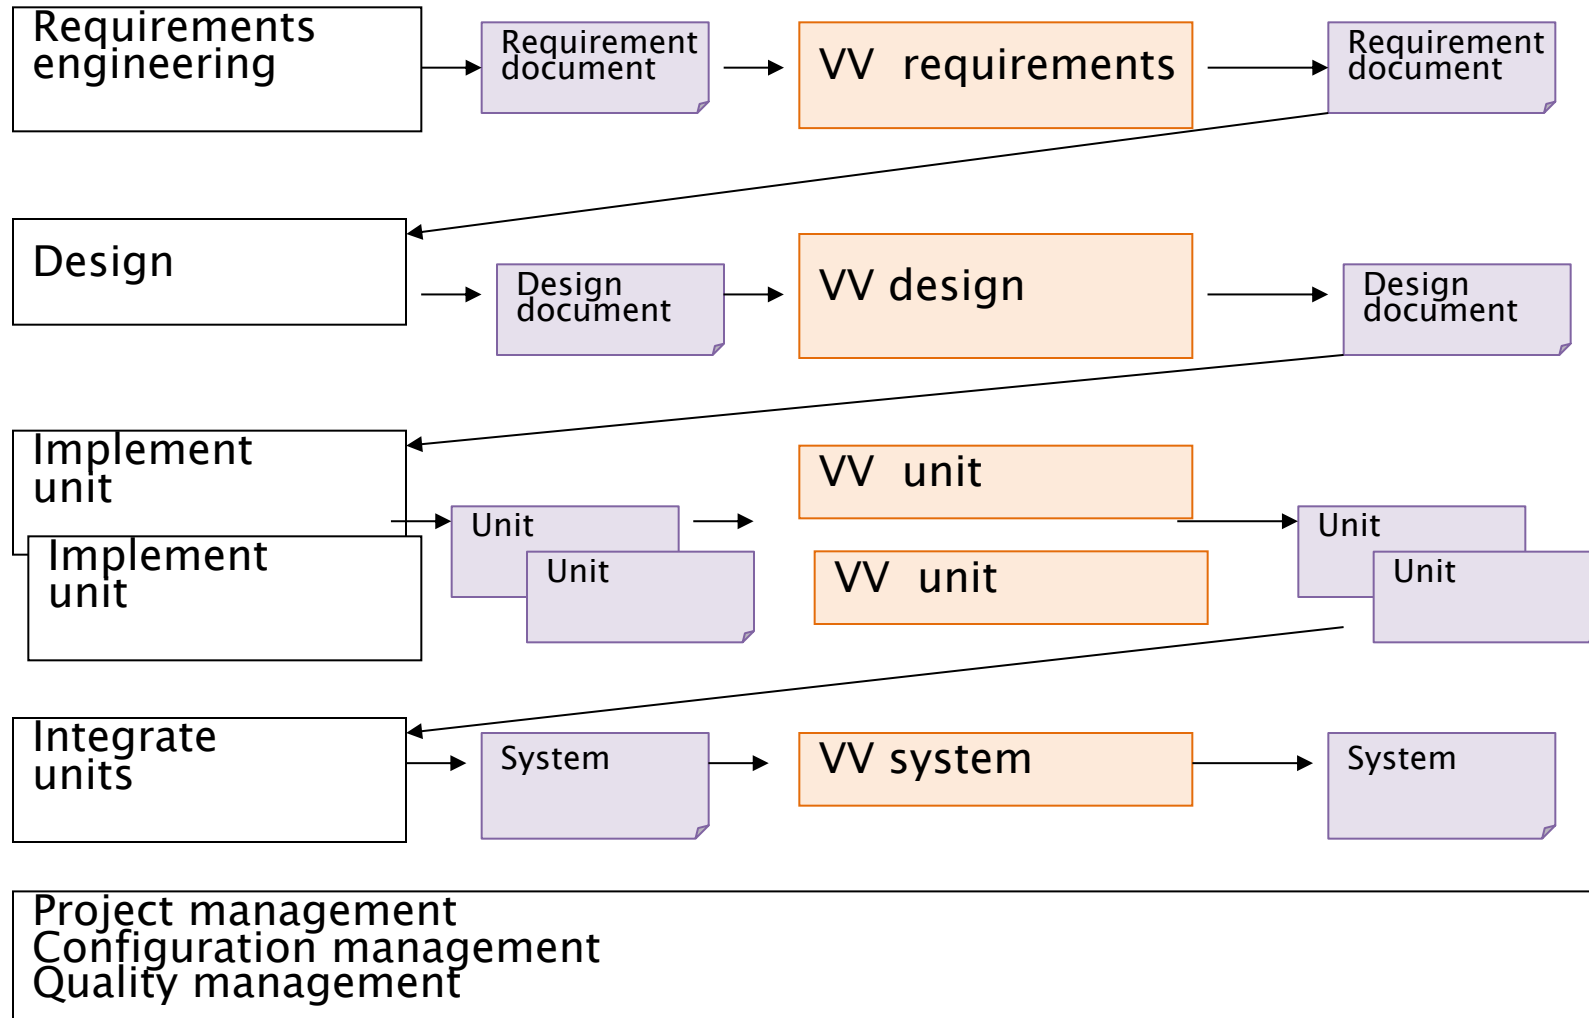 Requirements
engineering
Requirement
document
VV requirements
Requirement
document
Design
Design
document
VV design
Design
document
Implement
unit
Implement
unit
Unit
Unit
VV unit
VV unit
Unit
Unit
Integrate
units
System
VV system
System
Project management
Configuration management
Quality management